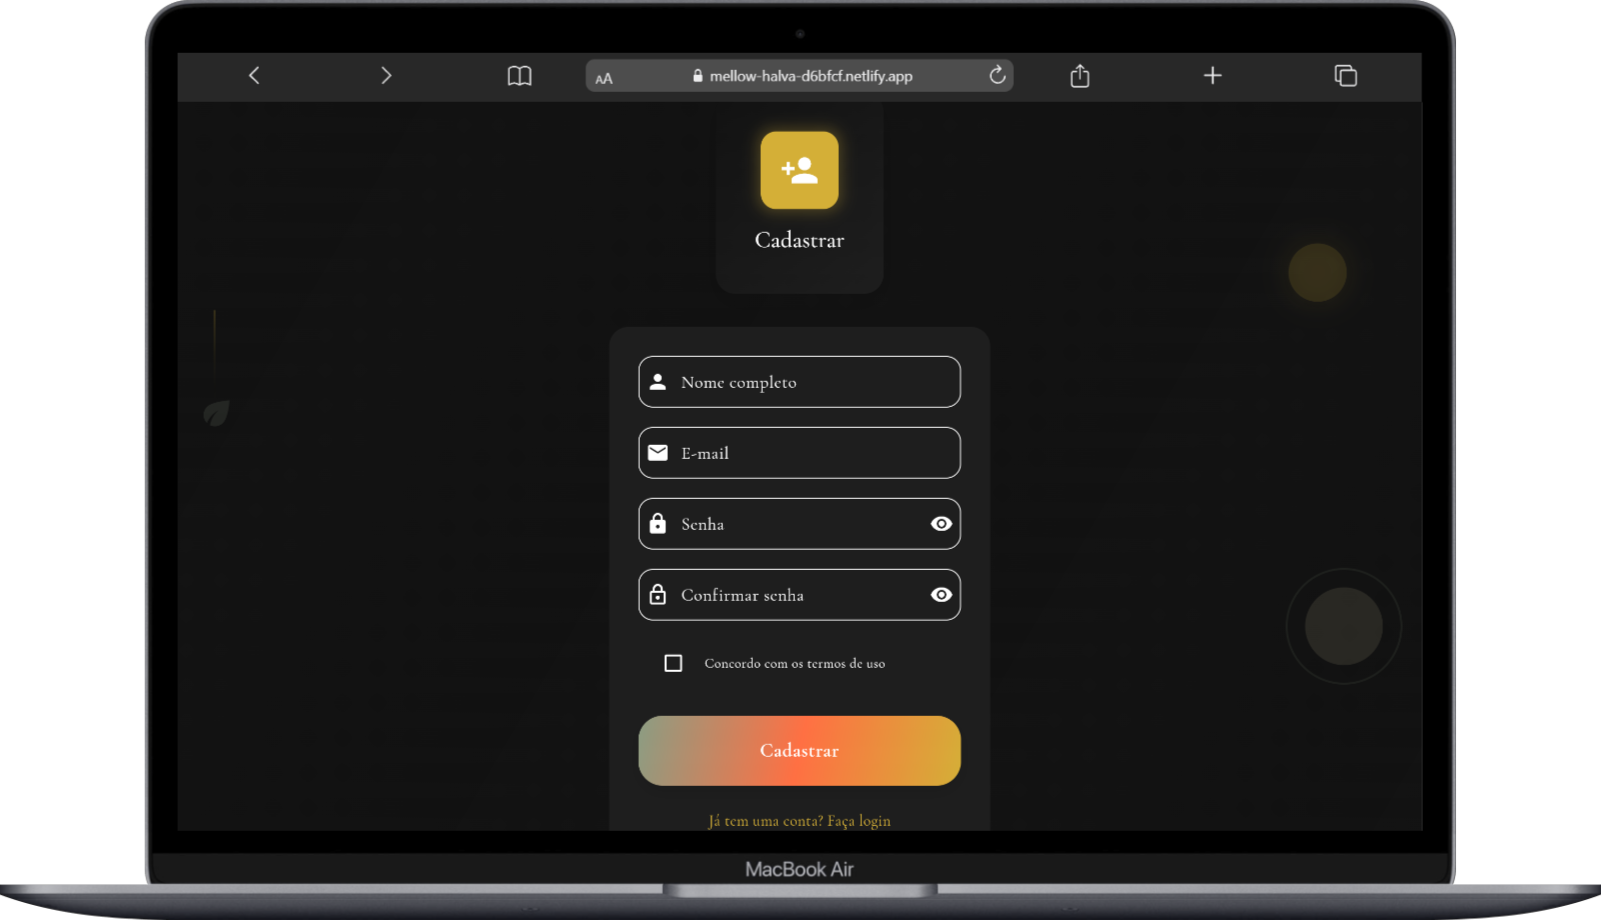 AA mellow-halva-d6bfcf.netlify.app
Cadastrar
Nome completo
E-mail
Senha
Confirmar senha
Concordo com os termos de uso
Cadastrar
Já tem uma conta? Faça login
MacBook Air